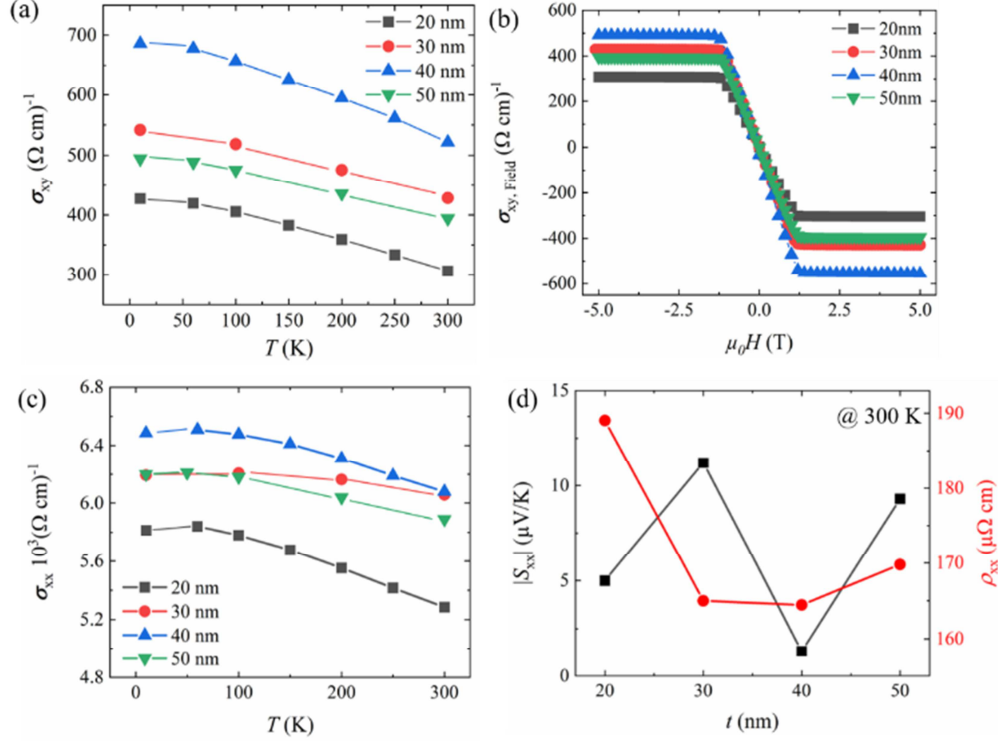 (a)
20 nm
30 nm
40 nm
50 nm
700
600
500
400
300
σxy (Ω cm)⁻¹
0 50 100 150 200 250 300
T (K)
(b)
20nm
30nm
40nm
50nm
600
400
200
0
-200
-400
-600
σxy, Field (Ω cm)⁻¹
-5.0 -2.5 0.0 2.5 5.0
μ₀H (T)
(c)
6.8
6.4
6.0
5.6
5.2
4.8
σxx 10³(Ω cm)⁻¹
20 nm
30 nm
40 nm
50 nm
0 50 100 150 200 250 300
T (K)
(d)
@ 300 K
15
10
5
0
|Sxx| (μV/K)
190
180
170
160
ρxx (μΩ cm)
20 30 40 50
t (nm)